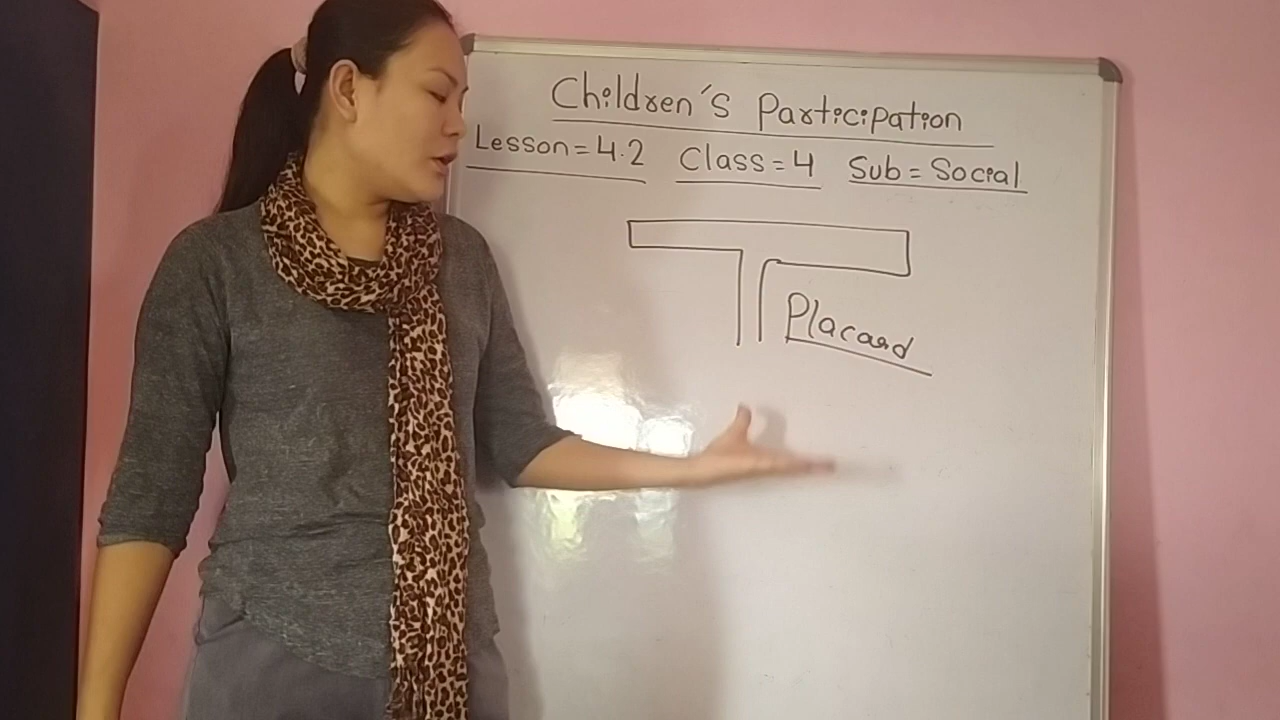 Children's Participation
Lesson = 4.2 Class = 4 Sub = Social
Placard